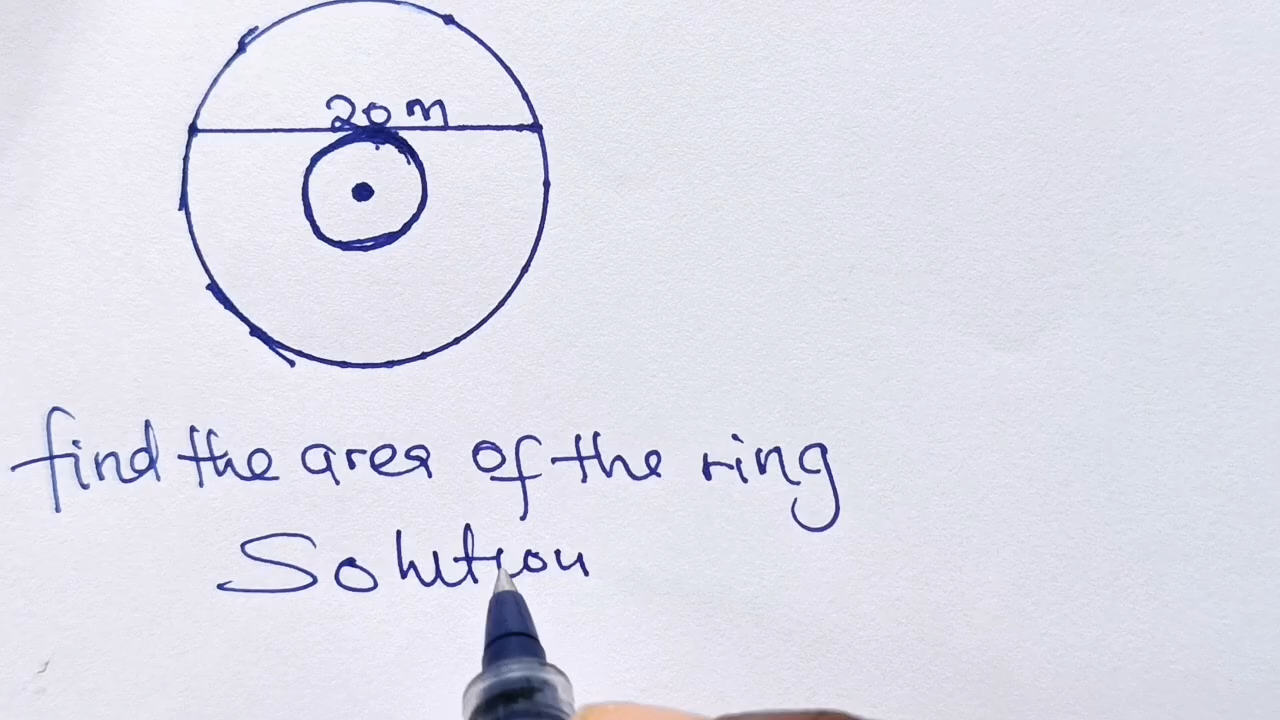 20m
find the area of the ring
Solution